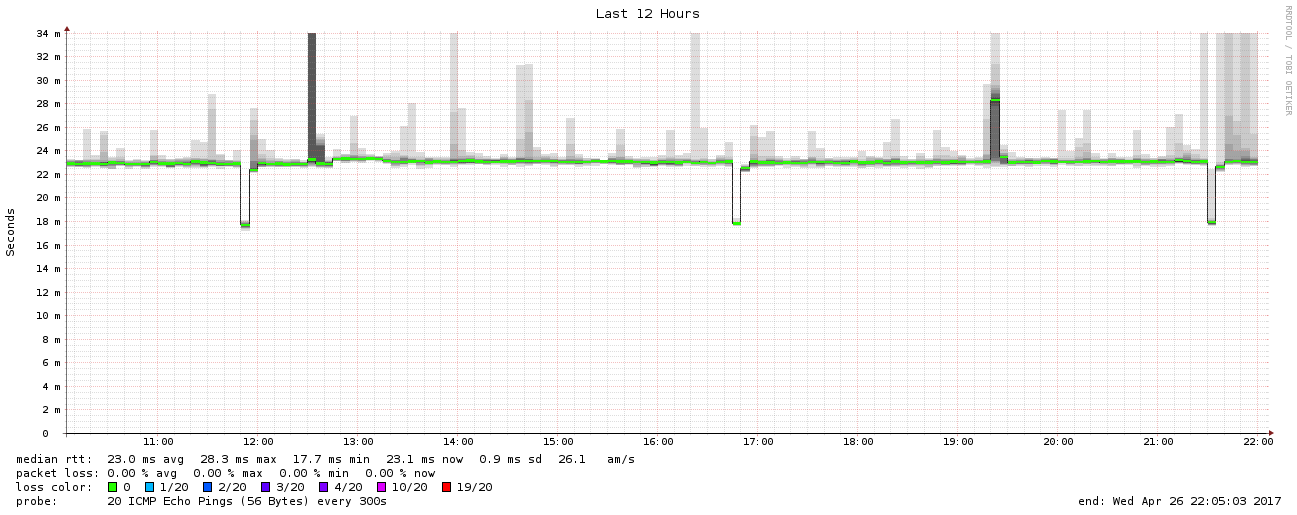 Last 12 Hours
RRDTOOL / TOBI OETIKER
34 m
32 m
30 m
28 m
26 m
24 m
22 m
20 m
18 m
16 m
14 m
12 m
10 m
8 m
6 m
4 m
2 m
0
Seconds
11:00 12:00 13:00 14:00 15:00 16:00 17:00 18:00 19:00 20:00 21:00 22:00
median rtt: 23.0 ms avg 28.3 ms max 17.7 ms min 23.1 ms now 0.9 ms sd 26.1 am/s
packet loss: 0.00 % avg 0.00 % max 0.00 % min 0.00 % now
loss color: 0 1/20 2/20 3/20 4/20 10/20 19/20
probe: 20 ICMP Echo Pings (56 Bytes) every 300s end: Wed Apr 26 22:05:03 2017